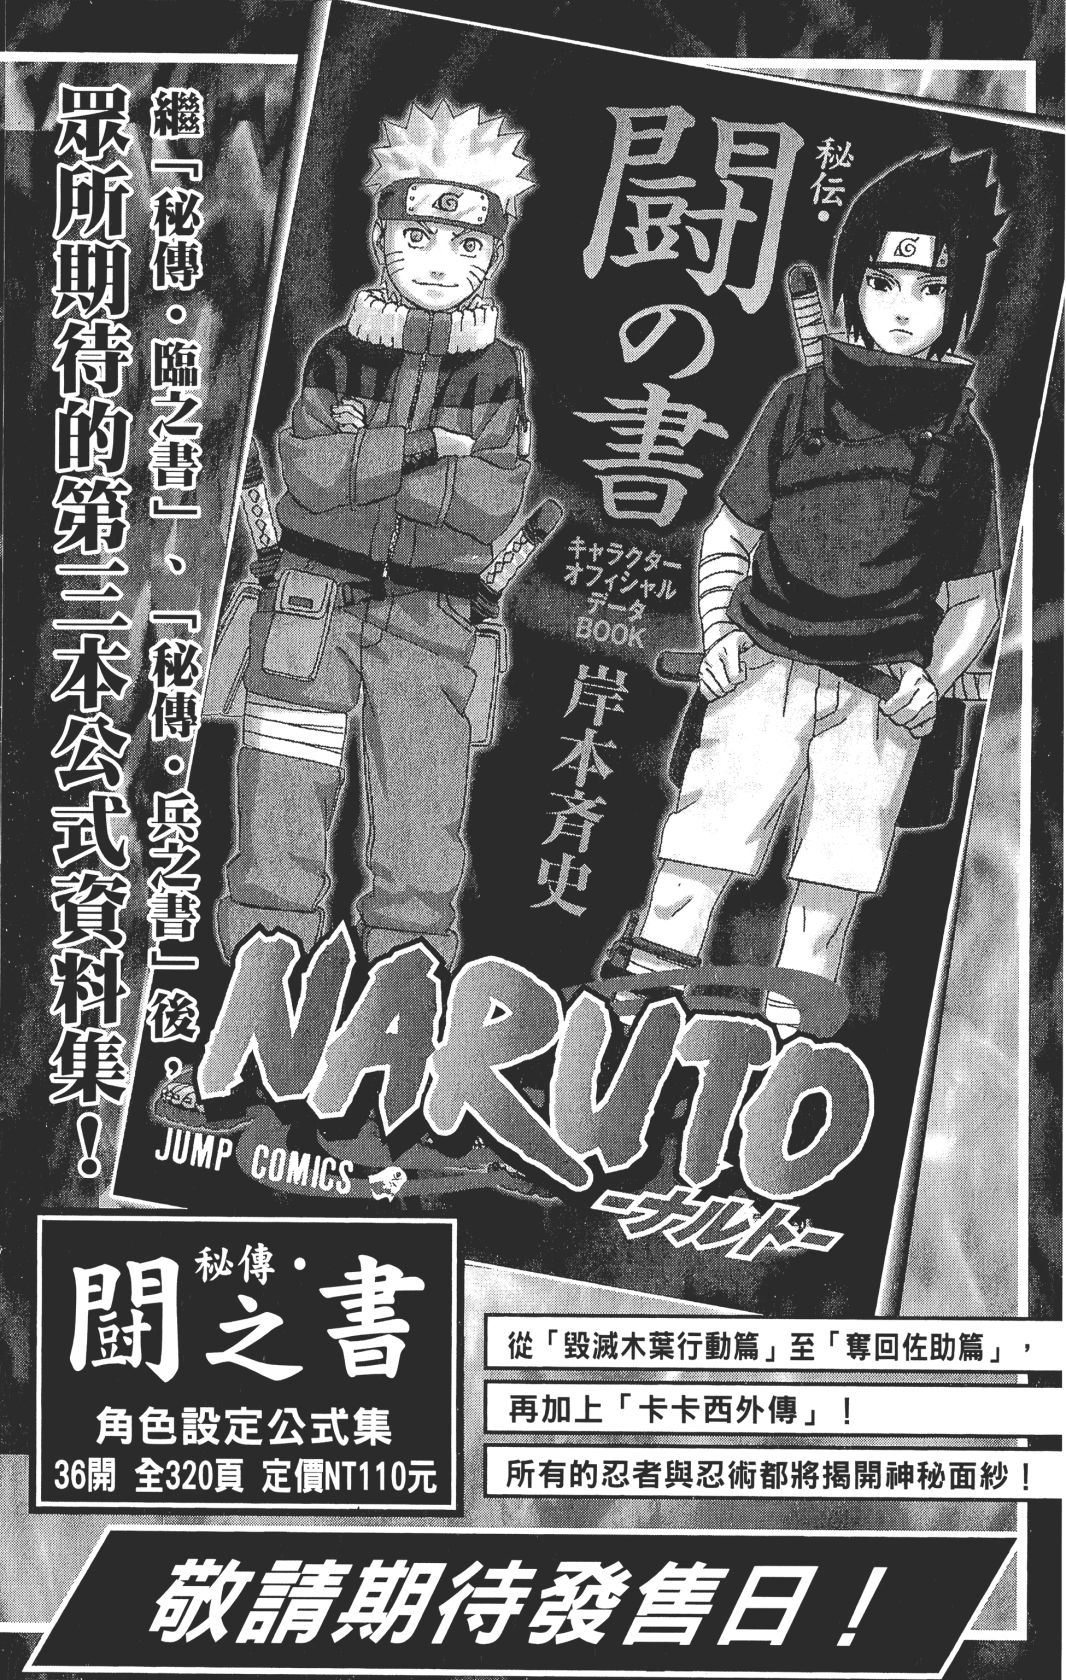 繼『秘傳・臨之書』、『秘傳・兵之書』後，
眾所期待的第三本公式資料集！
秘伝・
闘の書
キャラクター
オフィシャル
データ
BOOK
岸本斉史
NARUTO
ーナルトー
JUMP COMICS
秘傳・
鬪之書
角色設定公式集
36開 全320頁 定價NT110元
從「毀滅木葉行動篇」至「奪回佐助篇」，
再加上「卡卡西外傳」！
所有的忍者與忍術都將揭開神秘面紗！
敬請期待發售日！